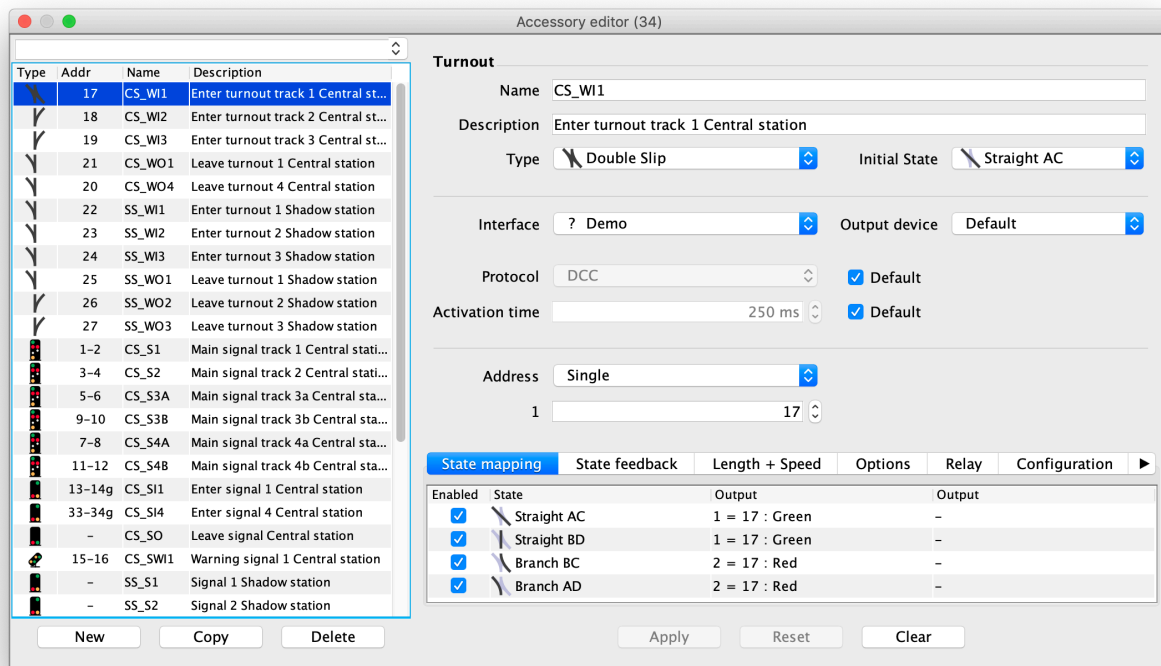 Accessory editor (34)
Type Addr Name Description
17 CS_WI1 Enter turnout track 1 Central st...
18 CS_WI2 Enter turnout track 2 Central st...
19 CS_WI3 Enter turnout track 3 Central st...
21 CS_WO1 Leave turnout 1 Central station
20 CS_WO4 Leave turnout 4 Central station
22 SS_WI1 Enter turnout 1 Shadow station
23 SS_WI2 Enter turnout 2 Shadow station
24 SS_WI3 Enter turnout 3 Shadow station
25 SS_WO1 Leave turnout 1 Shadow station
26 SS_WO2 Leave turnout 2 Shadow station
27 SS_WO3 Leave turnout 3 Shadow station
1-2 CS_S1 Main signal track 1 Central stati...
3-4 CS_S2 Main signal track 2 Central stati...
5-6 CS_S3A Main signal track 3a Central sta...
9-10 CS_S3B Main signal track 3b Central sta...
7-8 CS_S4A Main signal track 4a Central sta...
11-12 CS_S4B Main signal track 4b Central sta...
13-14g CS_SI1 Enter signal 1 Central station
33-34g CS_SI4 Enter signal 4 Central station
- CS_SO Leave signal Central station
15-16 CS_SWI1 Warning signal 1 Central station
- SS_S1 Signal 1 Shadow station
- SS_S2 Signal 2 Shadow station
New Copy Delete
Turnout
Name CS_WI1
Description Enter turnout track 1 Central station
Type Double Slip Initial State Straight AC
Interface ? Demo Output device Default
Protocol DCC Default
Activation time 250 ms Default
Address Single
1 17
State mapping State feedback Length + Speed Options Relay Configuration
Enabled State Output Output
Straight AC 1 = 17 : Green -
Straight BD 1 = 17 : Green -
Branch BC 2 = 17 : Red -
Branch AD 2 = 17 : Red -
Apply Reset Clear